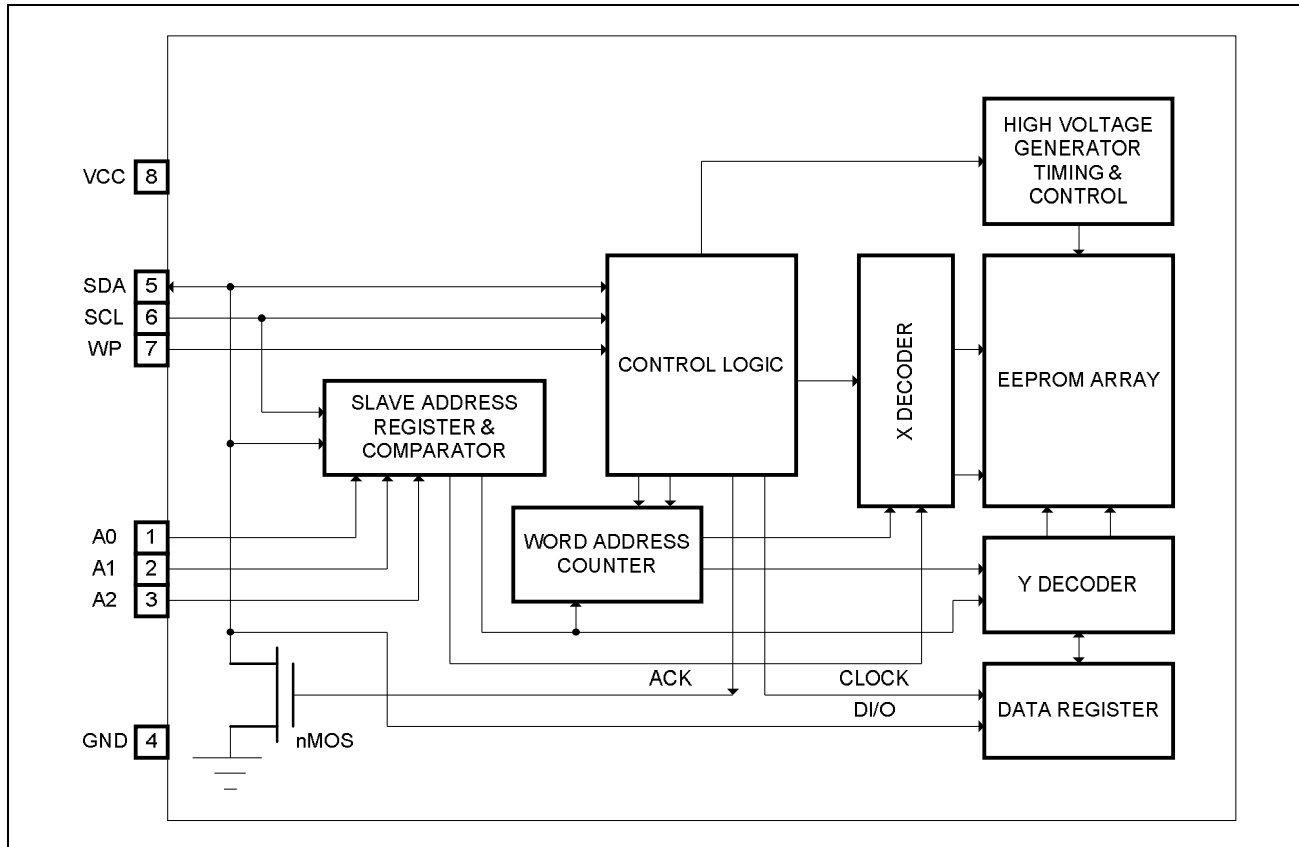 HIGH VOLTAGE
GENERATOR
TIMING &
CONTROL
VCC 8
SDA 5
SCL 6
WP 7
CONTROL LOGIC
X DECODER
EEPROM ARRAY
SLAVE ADDRESS
REGISTER &
COMPARATOR
A0 1
A1 2
A2 3
WORD ADDRESS
COUNTER
Y DECODER
ACK
CLOCK
DI/O
DATA REGISTER
GND 4
nMOS